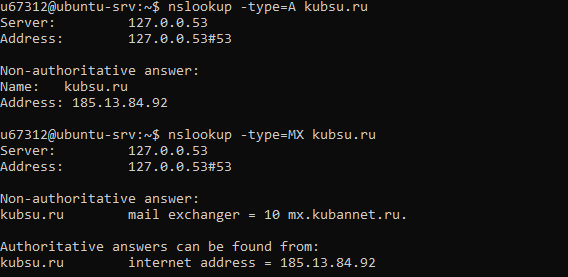 u67312@ubuntu-srv:~$ nslookup -type=A kubsu.ru
Server:         127.0.0.53
Address:        127.0.0.53#53

Non-authoritative answer:
Name:   kubsu.ru
Address: 185.13.84.92

u67312@ubuntu-srv:~$ nslookup -type=MX kubsu.ru
Server:         127.0.0.53
Address:        127.0.0.53#53

Non-authoritative answer:
kubsu.ru        mail exchanger = 10 mx.kubannet.ru.

Authoritative answers can be found from:
kubsu.ru        internet address = 185.13.84.92